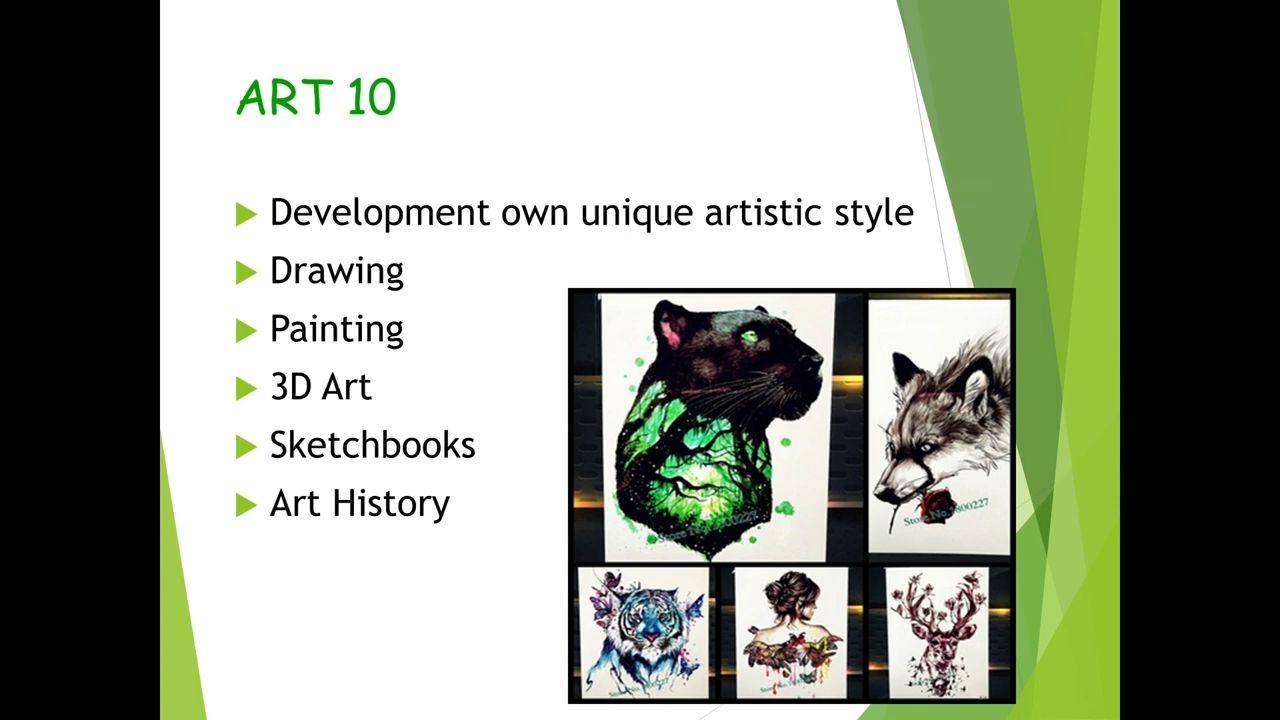 ART 10
Development own unique artistic style
Drawing
Painting
3D Art
Sketchbooks
Art History